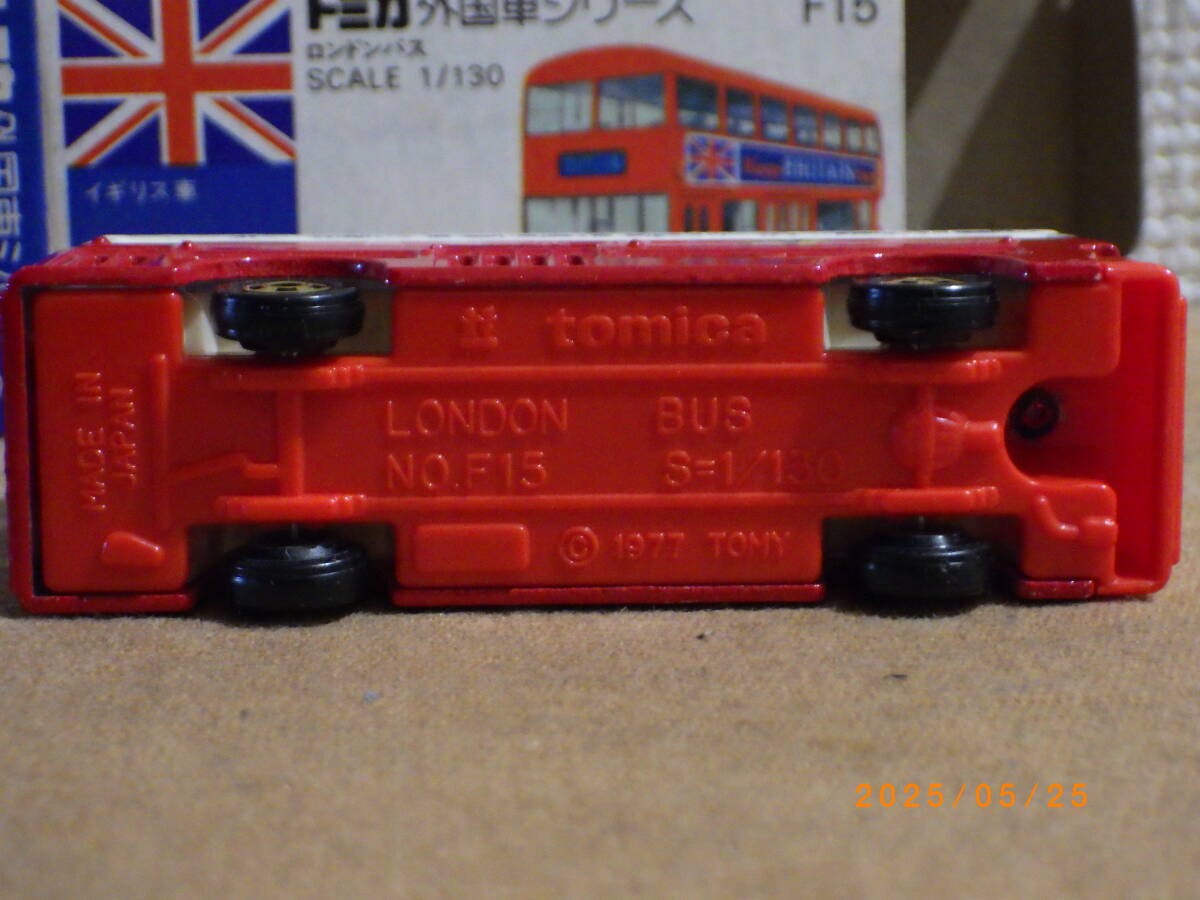 トミカ 外国車シリーズ F15
ロンドンバス
SCALE 1/130
イギリス車
BRITAIN
tomica
MADE IN
JAPAN
LONDON BUS
NO.F15 S=1/130
© 1977 TOMY
2025/05/25